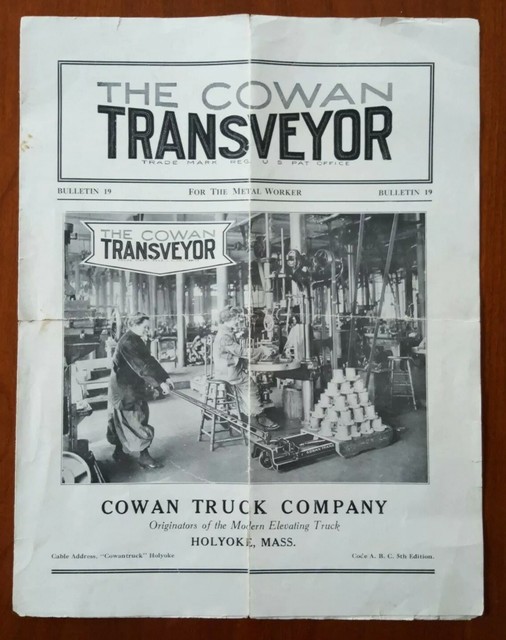 THE COWAN
TRANSVEYOR
TRADE MARK REG U S PAT OFFICE
BULLETIN 19 FOR THE METAL WORKER BULLETIN 19
THE COWAN
TRANSVEYOR
COWAN TRUCK COMPANY
Originators of the Modern Elevating Truck
HOLYOKE, MASS.
Cable Address, "Cowantruck" Holyoke Code A. B. C. 5th Edition.